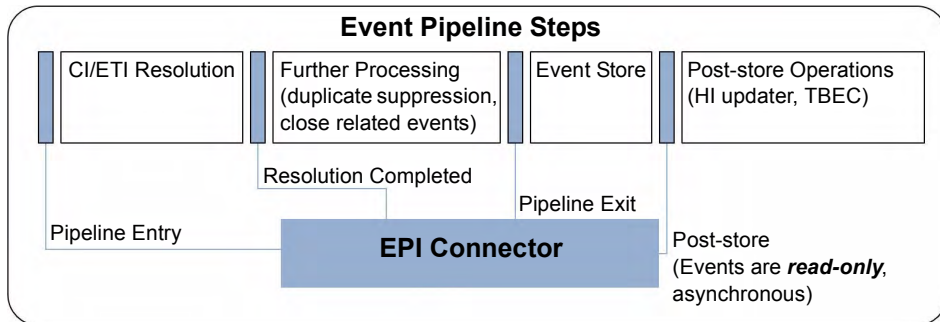 Event Pipeline Steps
CI/ETI Resolution
Further Processing
(duplicate suppression,
close related events)
Event Store
Post-store Operations
(HI updater, TBEC)
Resolution Completed
Pipeline Exit
Pipeline Entry
EPI Connector
Post-store
(Events are read-only,
asynchronous)